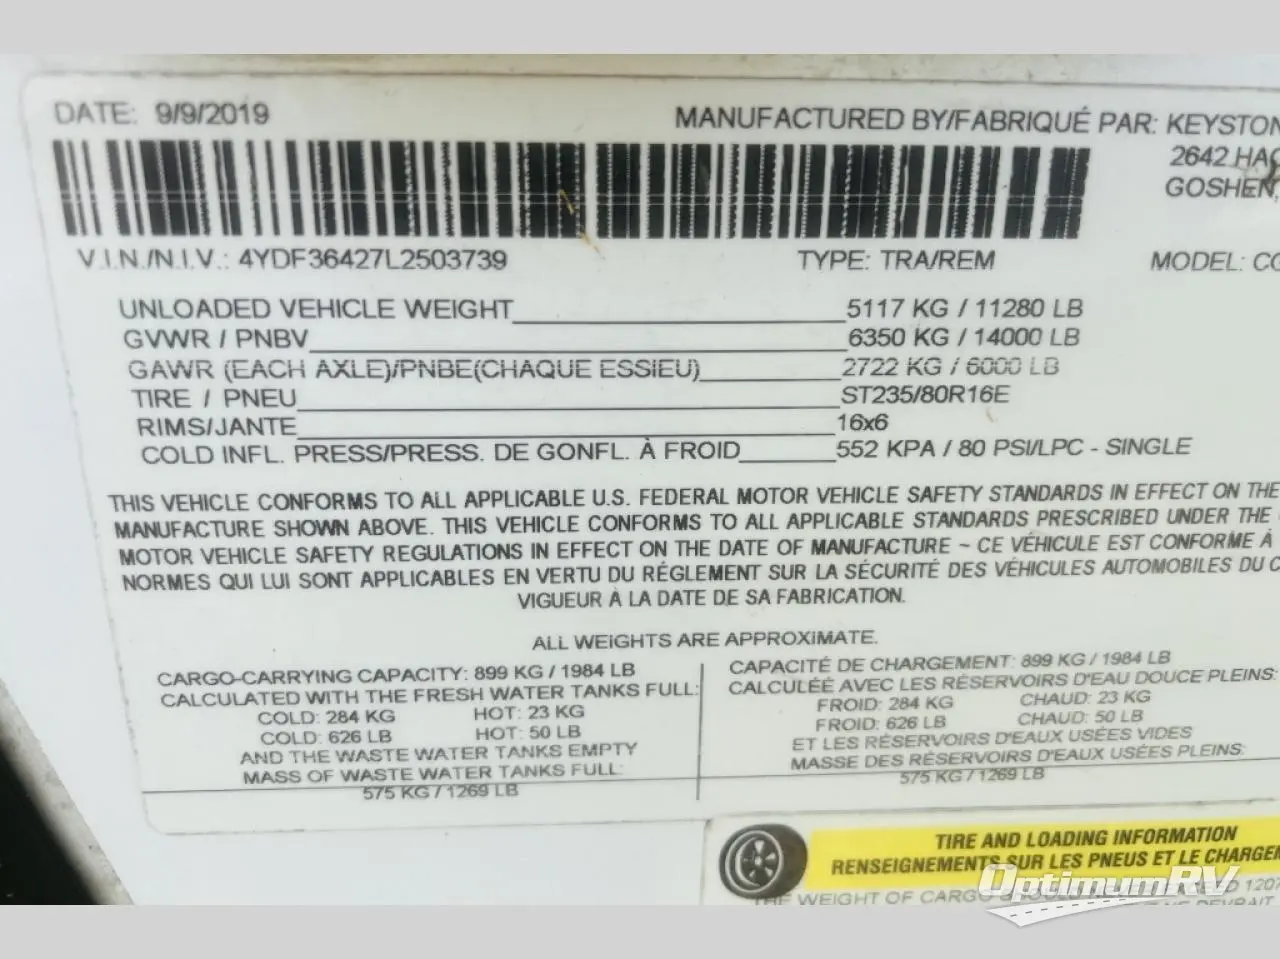 DATE: 9/9/2019
MANUFACTURED BY/FABRIQUÉ PAR: KEYSTON
2642 HAC
GOSHEN,
V.I.N./N.I.V.: 4YDF36427L2503739 TYPE: TRA/REM MODEL: CO
UNLOADED VEHICLE WEIGHT 5117 KG / 11280 LB
GVWR / PNBV 6350 KG / 14000 LB
GAWR (EACH AXLE)/PNBE(CHAQUE ESSIEU) 2722 KG / 6000 LB
TIRE / PNEU ST235/80R16E
RIMS/JANTE 16x6
COLD INFL. PRESS/PRESS. DE GONFL. À FROID 552 KPA / 80 PSI/LPC - SINGLE
THIS VEHICLE CONFORMS TO ALL APPLICABLE U.S. FEDERAL MOTOR VEHICLE SAFETY STANDARDS IN EFFECT ON THE
MANUFACTURE SHOWN ABOVE. THIS VEHICLE CONFORMS TO ALL APPLICABLE STANDARDS PRESCRIBED UNDER THE
MOTOR VEHICLE SAFETY REGULATIONS IN EFFECT ON THE DATE OF MANUFACTURE ~ CE VÉHICULE EST CONFORME À
NORMES QUI LUI SONT APPLICABLES EN VERTU DU RÉGLEMENT SUR LA SÉCURITÉ DES VÉHICULES AUTOMOBILES DU C
VIGUEUR À LA DATE DE SA FABRICATION.
ALL WEIGHTS ARE APPROXIMATE.
CARGO-CARRYING CAPACITY: 899 KG / 1984 LB
CALCULATED WITH THE FRESH WATER TANKS FULL:
COLD: 284 KG HOT: 23 KG
COLD: 626 LB HOT: 50 LB
AND THE WASTE WATER TANKS EMPTY
MASS OF WASTE WATER TANKS FULL:
575 KG / 1269 LB
CAPACITÉ DE CHARGEMENT: 899 KG / 1984 LB
CALCULÉE AVEC LES RÉSERVOIRS D'EAU DOUCE PLEINS:
FROID: 284 KG CHAUD: 23 KG
FROID: 626 LB CHAUD: 50 LB
ET LES RÉSERVOIRS D'EAUX USÉES VIDES
MASSE DES RÉSERVOIRS D'EAUX USÉES PLEINS:
575 KG / 1269 LB
TIRE AND LOADING INFORMATION
RENSEIGNEMENTS SUR LES PNEUS ET LE CHARGEM
THE WEIGHT OF CARGO 1207
OptimumRV